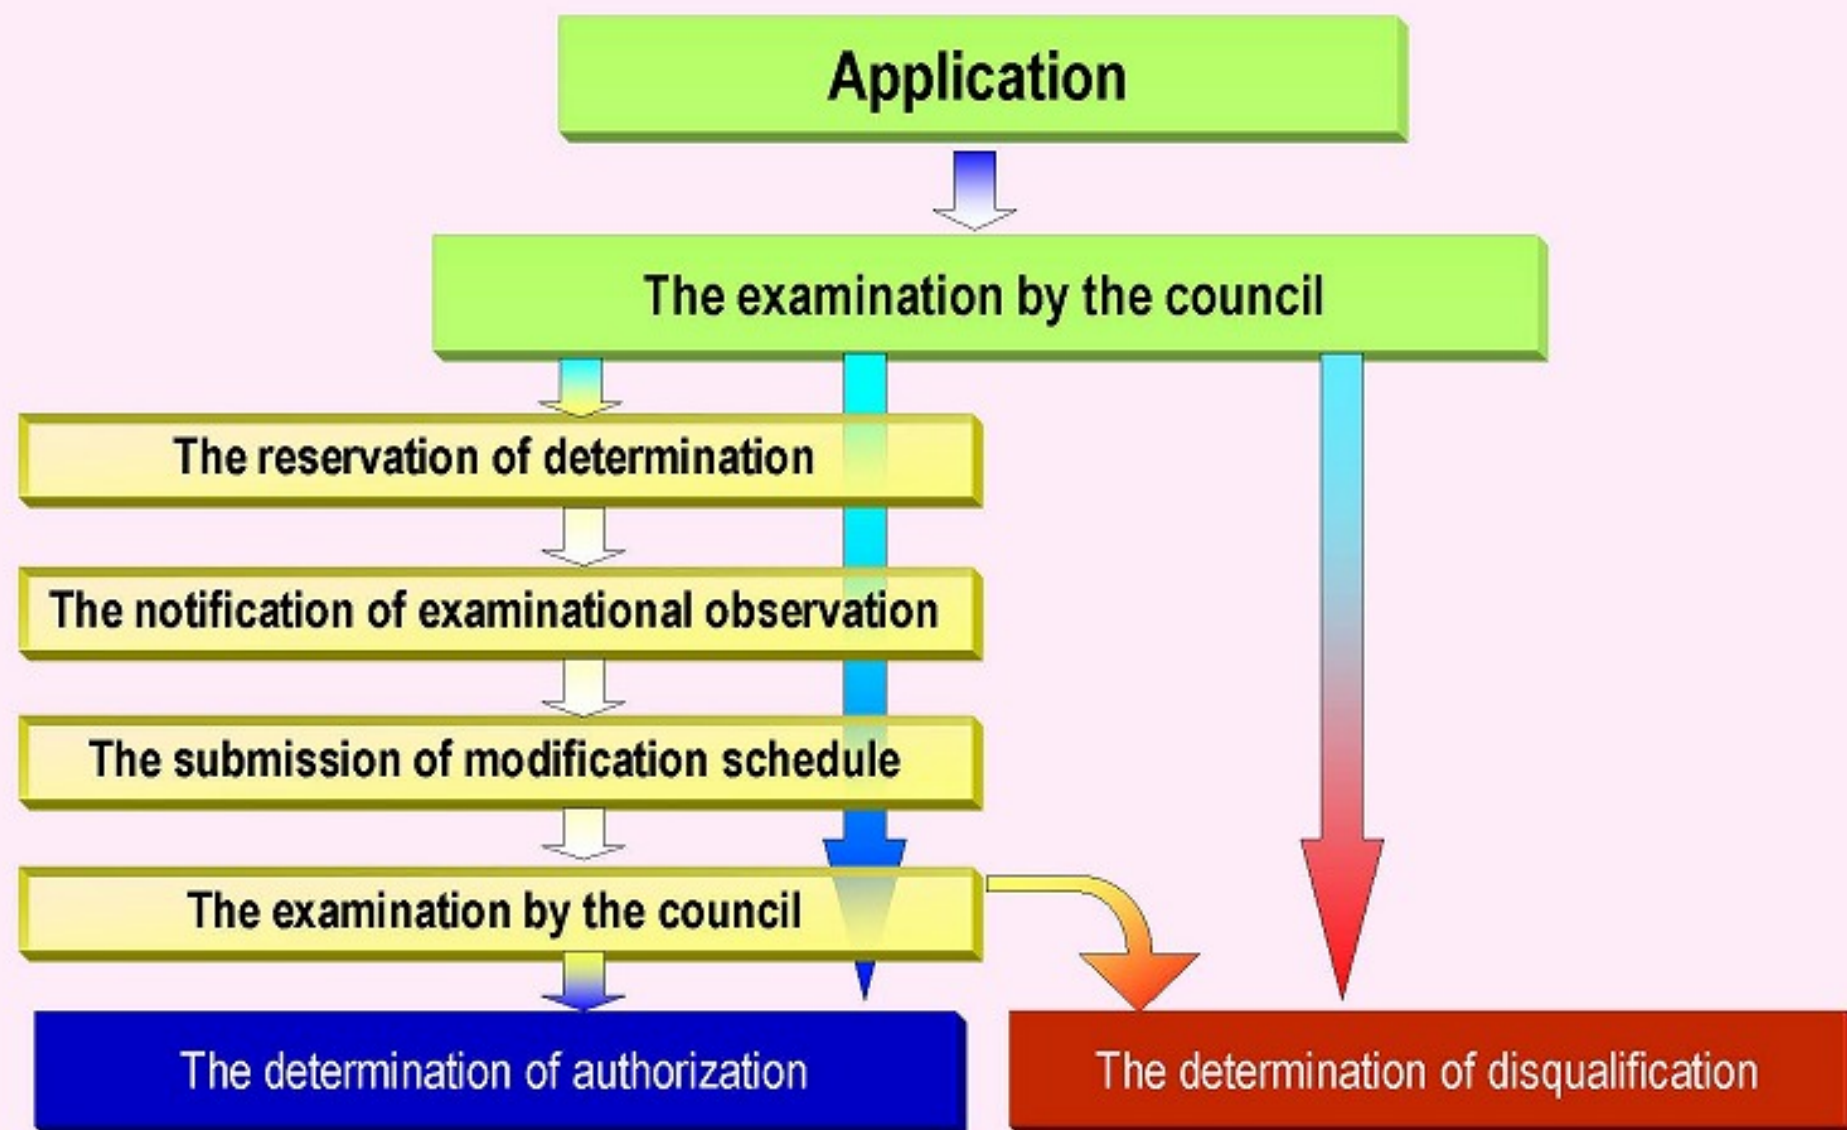 Application
The examination by the council
The reservation of determination
The notification of examinational observation
The submission of modification schedule
The examination by the council
The determination of authorization
The determination of disqualification